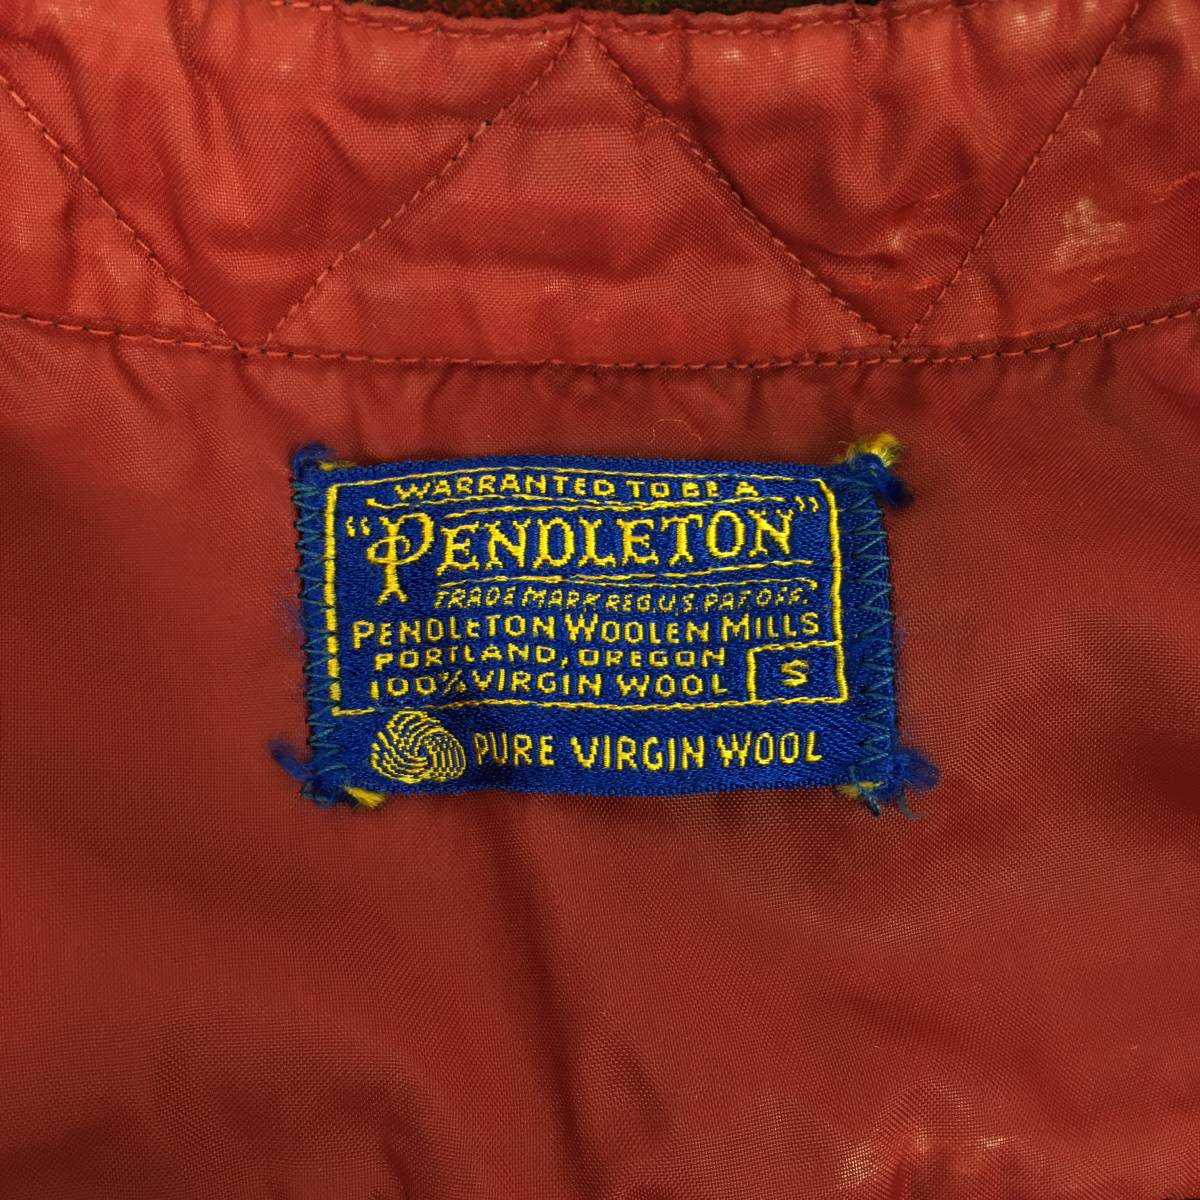 WARRANTED TO BE A
"PENDLETON"
TRADE MARK REG. U.S. PAT. OFF.
PENDLETON WOOLEN MILLS
PORTLAND, OREGON
100% VIRGIN WOOL S
PURE VIRGIN WOOL